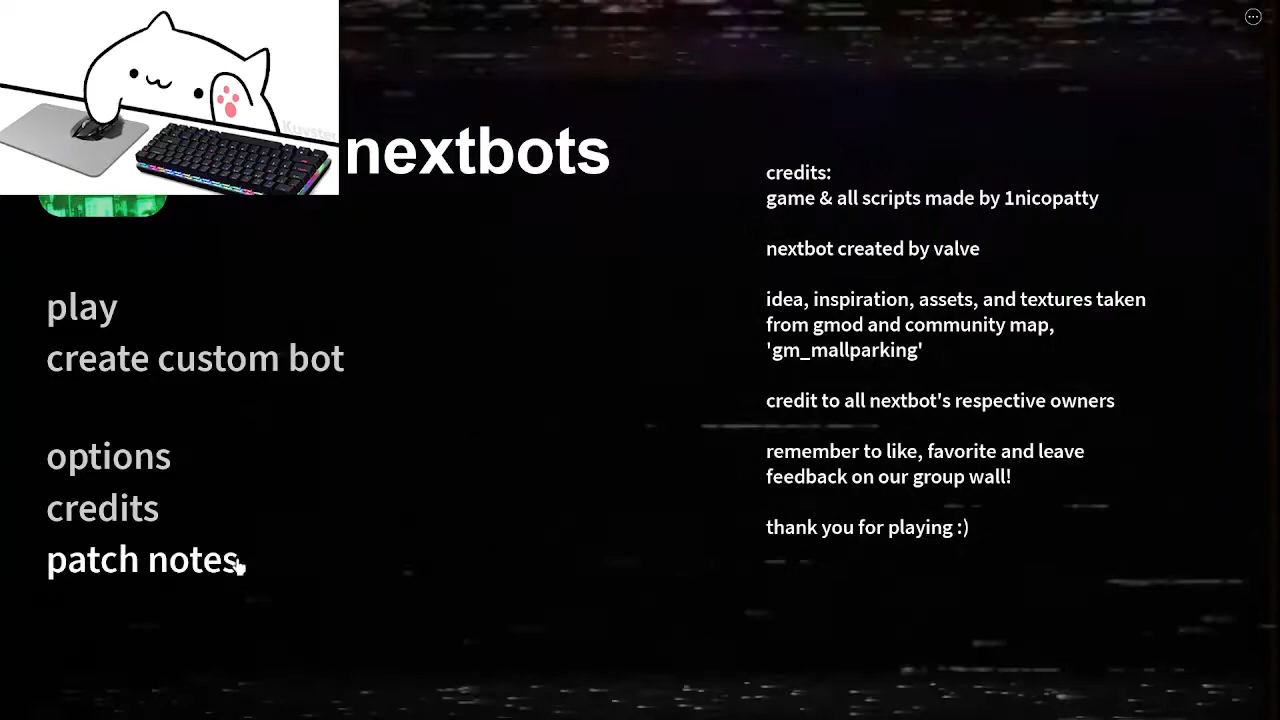 Kuyster
nextbots
play
create custom bot
options
credits
patch notes
credits:
game & all scripts made by 1nicopatty
nextbot created by valve
idea, inspiration, assets, and textures taken
from gmod and community map,
'gm_mallparking'
credit to all nextbot's respective owners
remember to like, favorite and leave
feedback on our group wall!
thank you for playing :)